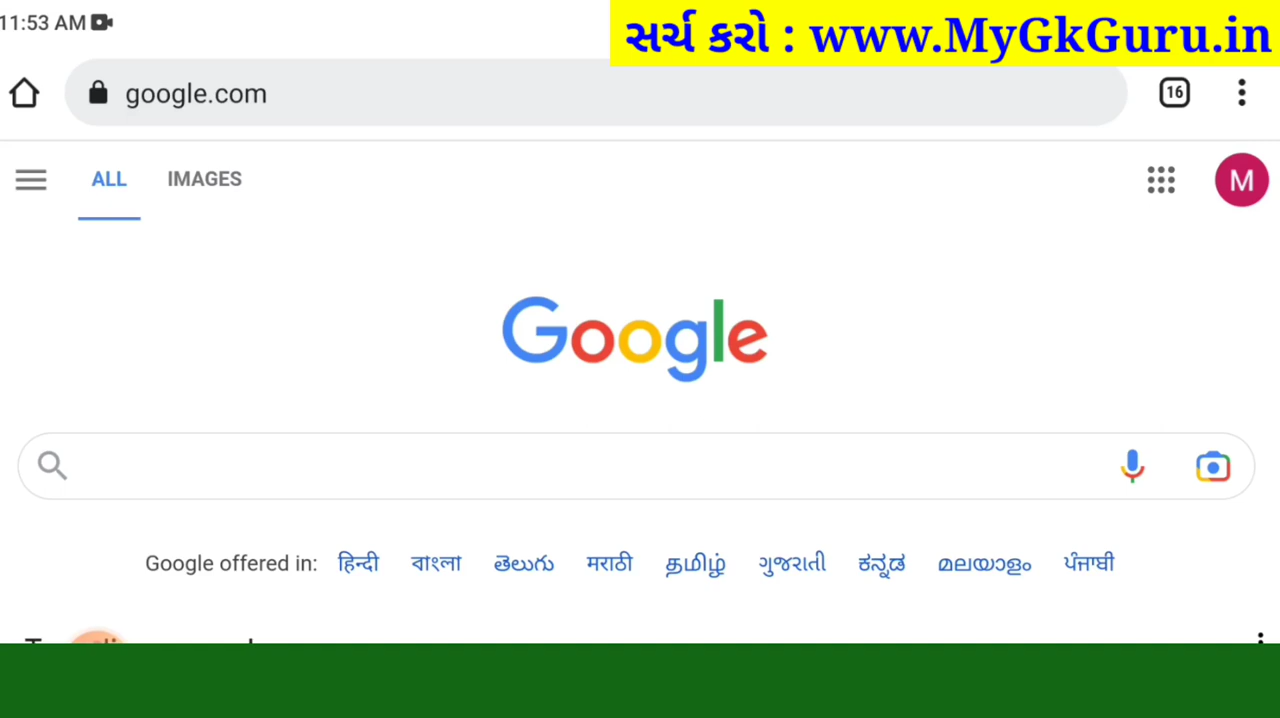 11:53 AM
સર્ચ કરો : www.MyGkGuru.in
google.com
16
ALL IMAGES
M
Google
Google offered in: हिन्दी বাংলা తెలుగు मराठी தமிழ் ગુજરાતી ಕನ್ನಡ മലയാളം ਪੰਜਾਬੀ